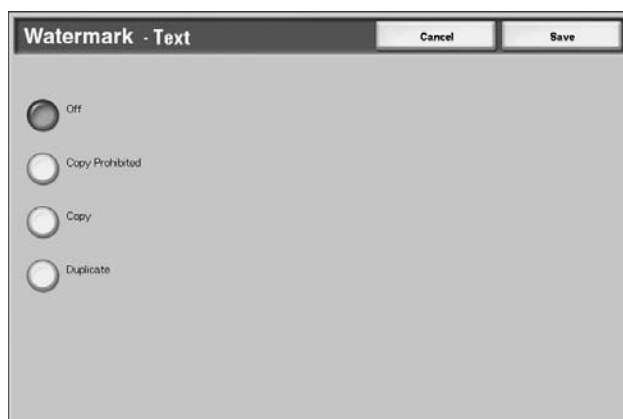 Watermark - Text
Cancel
Save
Off
Copy Prohibited
Copy
Duplicate